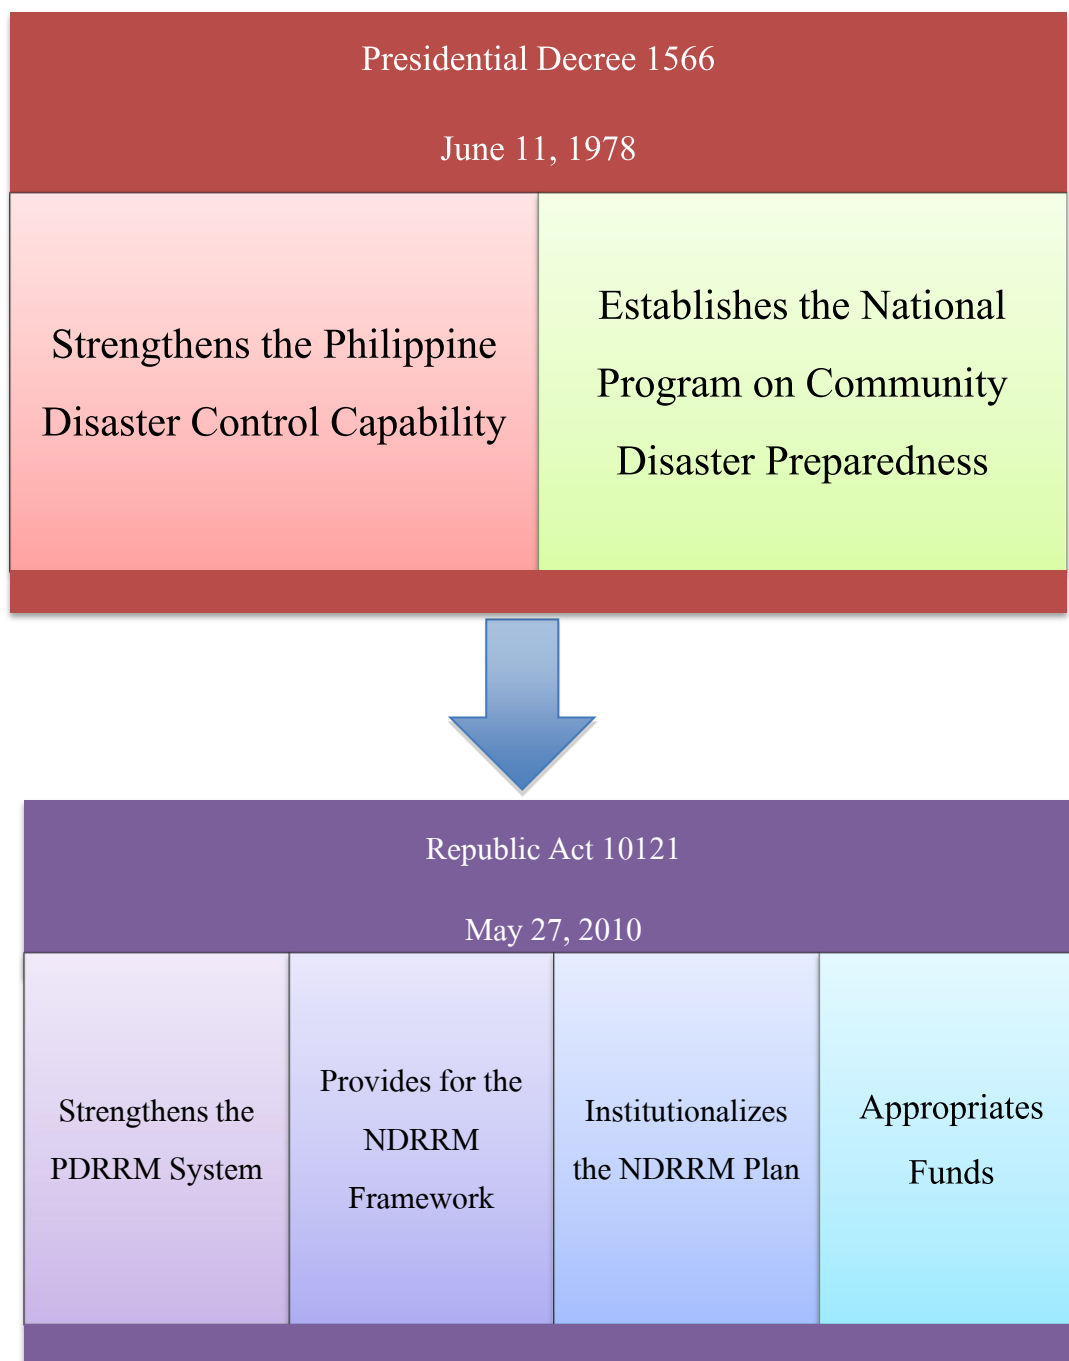 Presidential Decree 1566
June 11, 1978
Strengthens the Philippine
Disaster Control Capability
Establishes the National
Program on Community
Disaster Preparedness
Republic Act 10121
May 27, 2010
Strengthens the
PDRRM System
Provides for the
NDRRM
Framework
Institutionalizes
the NDRRM Plan
Appropriates
Funds